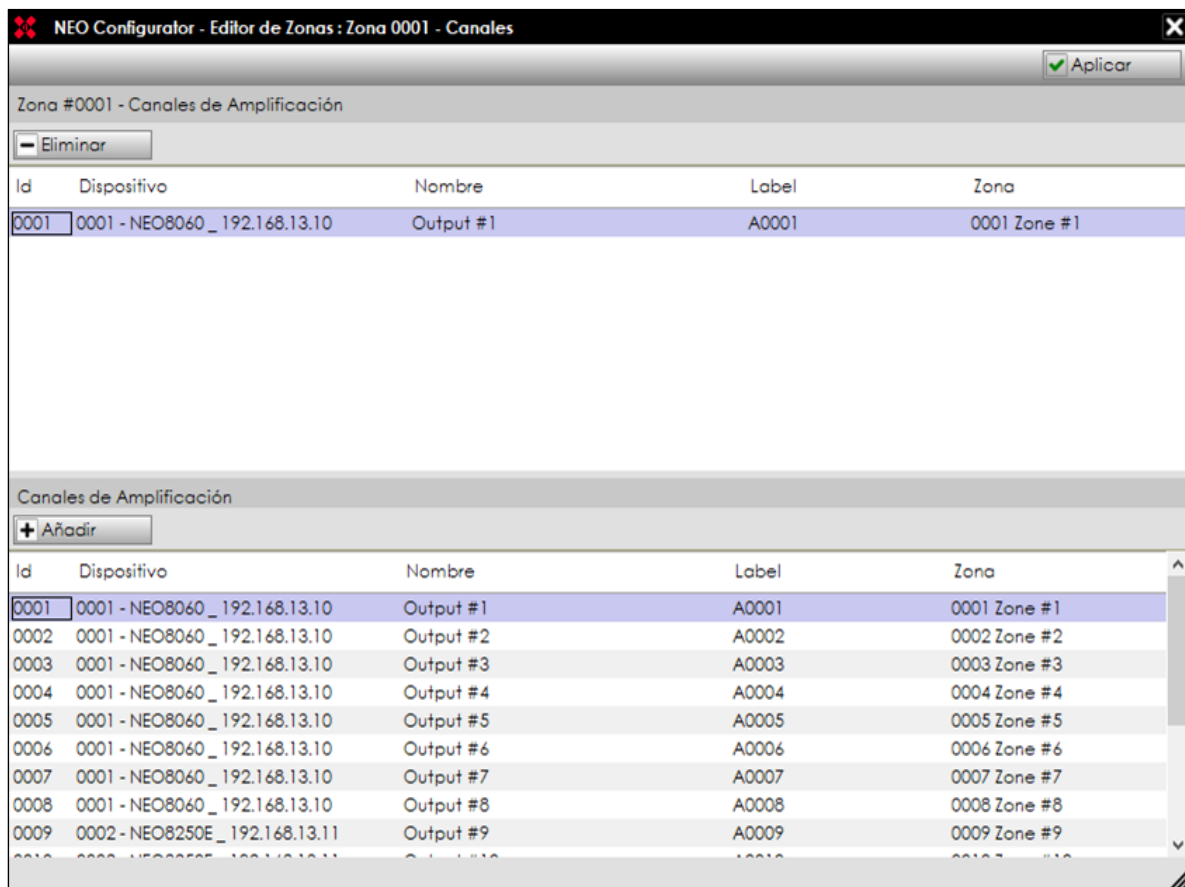 NEO Configurator - Editor de Zonas : Zona 0001 - Canales
Aplicar
Zona #0001 - Canales de Amplificación
Eliminar
Id Dispositivo Nombre Label Zona
0001 0001 - NEO8060 _ 192.168.13.10 Output #1 A0001 0001 Zone #1
Canales de Amplificación
Añadir
Id Dispositivo Nombre Label Zona
0001 0001 - NEO8060 _ 192.168.13.10 Output #1 A0001 0001 Zone #1
0002 0001 - NEO8060 _ 192.168.13.10 Output #2 A0002 0002 Zone #2
0003 0001 - NEO8060 _ 192.168.13.10 Output #3 A0003 0003 Zone #3
0004 0001 - NEO8060 _ 192.168.13.10 Output #4 A0004 0004 Zone #4
0005 0001 - NEO8060 _ 192.168.13.10 Output #5 A0005 0005 Zone #5
0006 0001 - NEO8060 _ 192.168.13.10 Output #6 A0006 0006 Zone #6
0007 0001 - NEO8060 _ 192.168.13.10 Output #7 A0007 0007 Zone #7
0008 0001 - NEO8060 _ 192.168.13.10 Output #8 A0008 0008 Zone #8
0009 0002 - NEO8250E _ 192.168.13.11 Output #9 A0009 0009 Zone #9